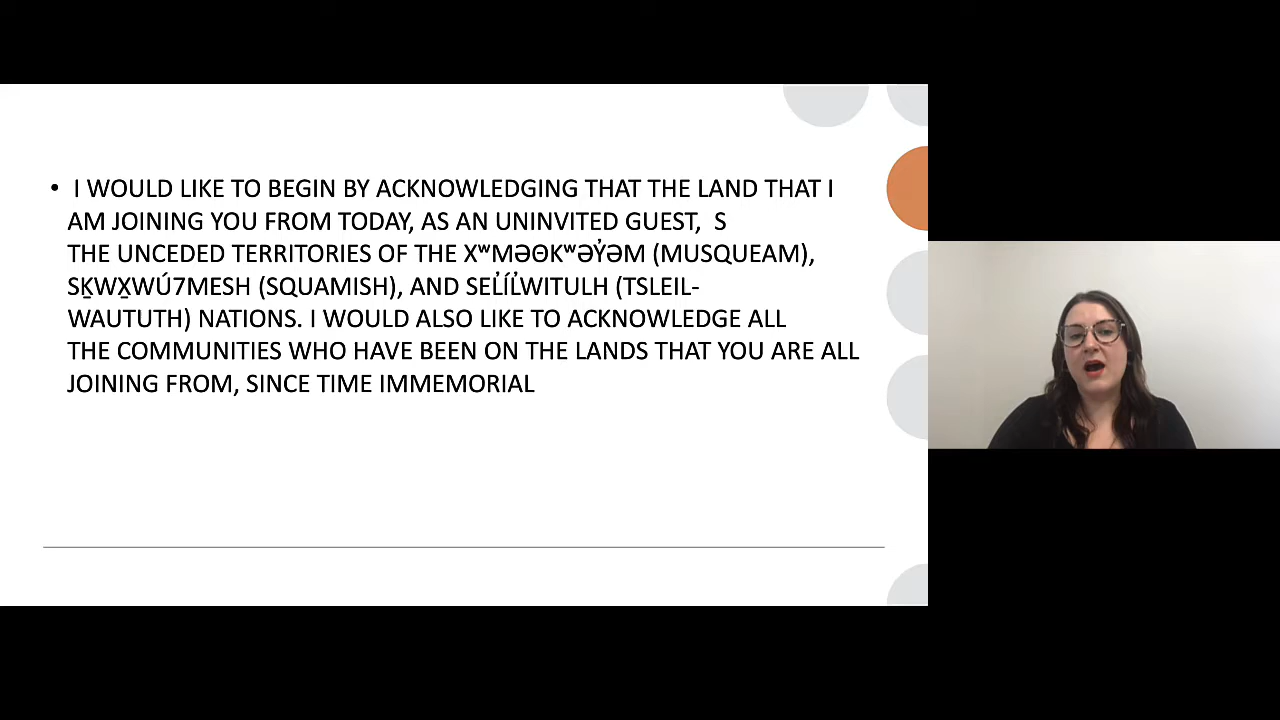 • I WOULD LIKE TO BEGIN BY ACKNOWLEDGING THAT THE LAND THAT I
AM JOINING YOU FROM TODAY, AS AN UNINVITED GUEST,  S
THE UNCEDED TERRITORIES OF THE XʷMƏΘKʷƏY̓ƏM (MUSQUEAM),
SḴWX̱WÚ7MESH (SQUAMISH), AND SEL̓ÍL̓WITULH (TSLEIL-
WAUTUTH) NATIONS. I WOULD ALSO LIKE TO ACKNOWLEDGE ALL
THE COMMUNITIES WHO HAVE BEEN ON THE LANDS THAT YOU ARE ALL
JOINING FROM, SINCE TIME IMMEMORIAL